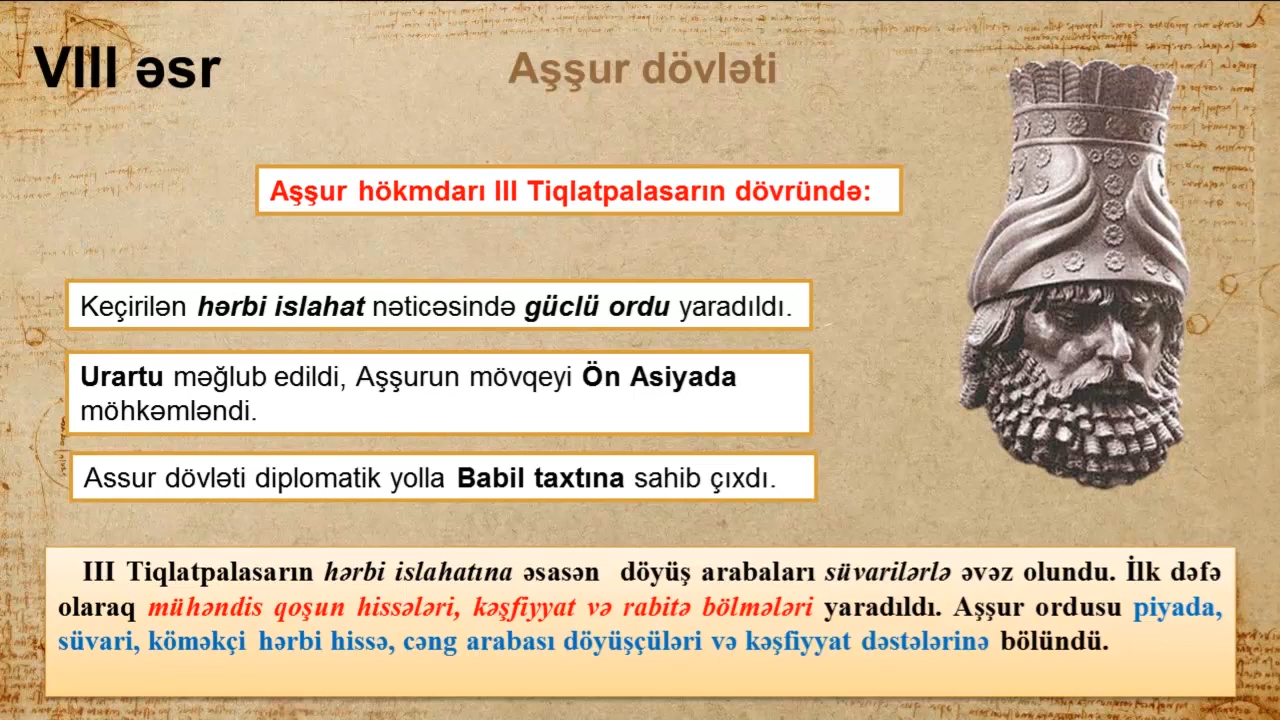 VIII əsr
Aşşur dövləti
Aşşur hökmdarı III Tiqlatpalasarın dövründə:
Keçirilən hərbi islahat nəticəsində güclü ordu yaradıldı.
Urartu məğlub edildi, Aşşurun mövqeyi Ön Asiyada
möhkəmləndi.
Assur dövləti diplomatik yolla Babil taxtına sahib çıxdı.
III Tiqlatpalasarın hərbi islahatına əsasən döyüş arabaları süvarilərlə əvəz olundu. İlk dəfə
olaraq mühəndis qoşun hissələri, kəşfiyyat və rabitə bölmələri yaradıldı. Aşşur ordusu piyada,
süvari, köməkçi hərbi hissə, cəng arabası döyüşçüləri və kəşfiyyat dəstələrinə bölündü.